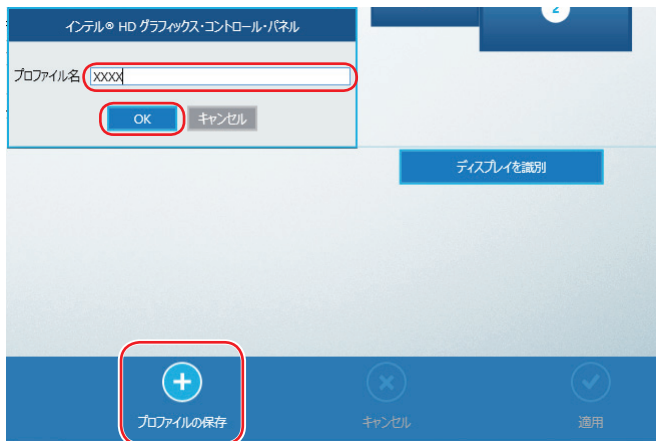 インテル® HD グラフィックス・コントロール・パネル
2
プロファイル名 XXXX
OK キャンセル
ディスプレイを識別
プロファイルの保存 キャンセル 適用